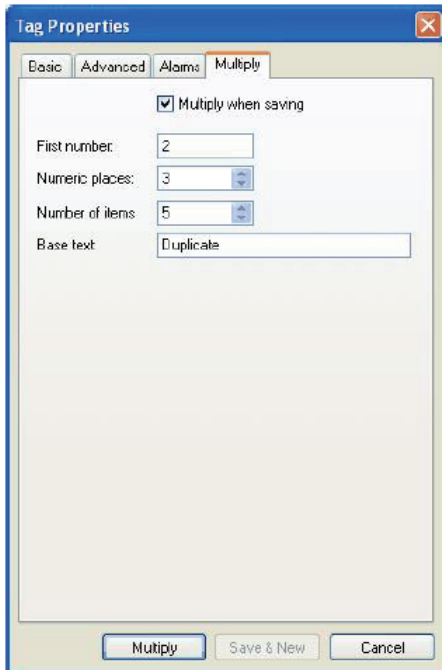 Tag Properties
Basic Advanced Alarms Multiply
Multiply when saving
First number: 2
Numeric places: 3
Number of items 5
Base text Duplicate
Multiply Save & New Cancel